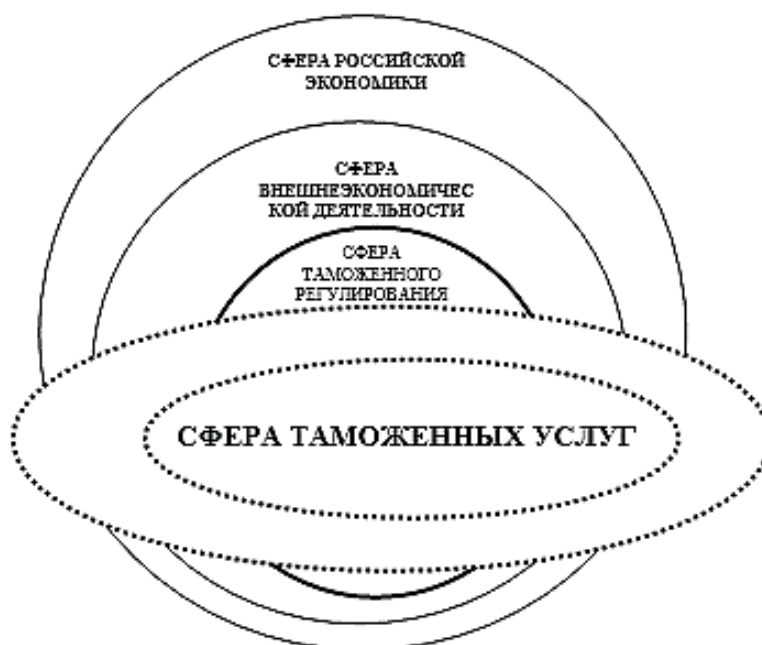 СФЕРА РОССИЙСКОЙ
ЭКОНОМИКИ
СФЕРА
ВНЕШНЕЭКОНОМИЧЕС
КОЙ ДЕЯТЕЛЬНОСТИ
СФЕРА
ТАМОЖЕННОГО
РЕГУЛИРОВАНИЯ
СФЕРА ТАМОЖЕННЫХ УСЛУГ